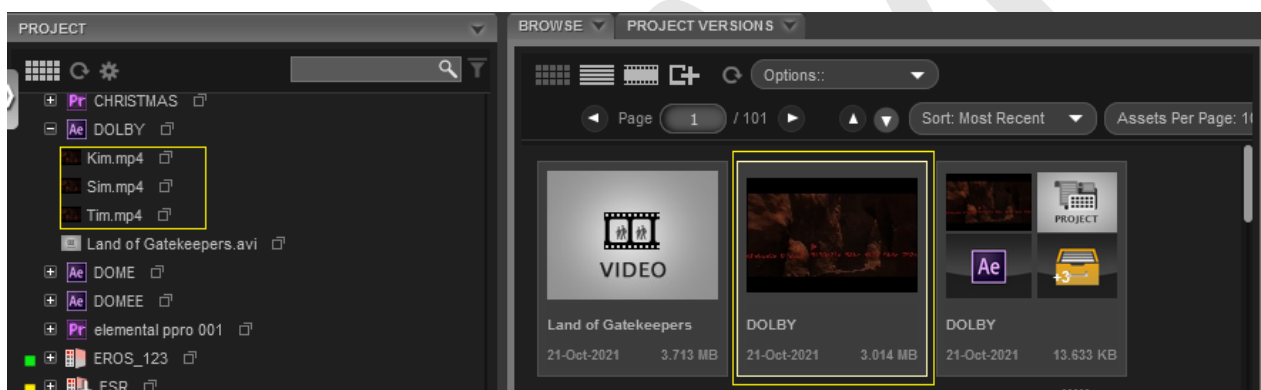 PROJECT
Pr CHRISTMAS
Ae DOLBY
Kim.mp4
Sim.mp4
Tim.mp4
Land of Gatekeepers.avi
Ae DOME
Ae DOMEE
Pr elemental ppro 001
EROS_123
ESR
BROWSE PROJECT VERSIONS
Options::
Page 1 / 101 Sort: Most Recent Assets Per Page: 10
VIDEO
Land of Gatekeepers
21-Oct-2021 3.713 MB
DOLBY
21-Oct-2021 3.014 MB
PROJECT
Ae
+3
DOLBY
21-Oct-2021 13.633 KB